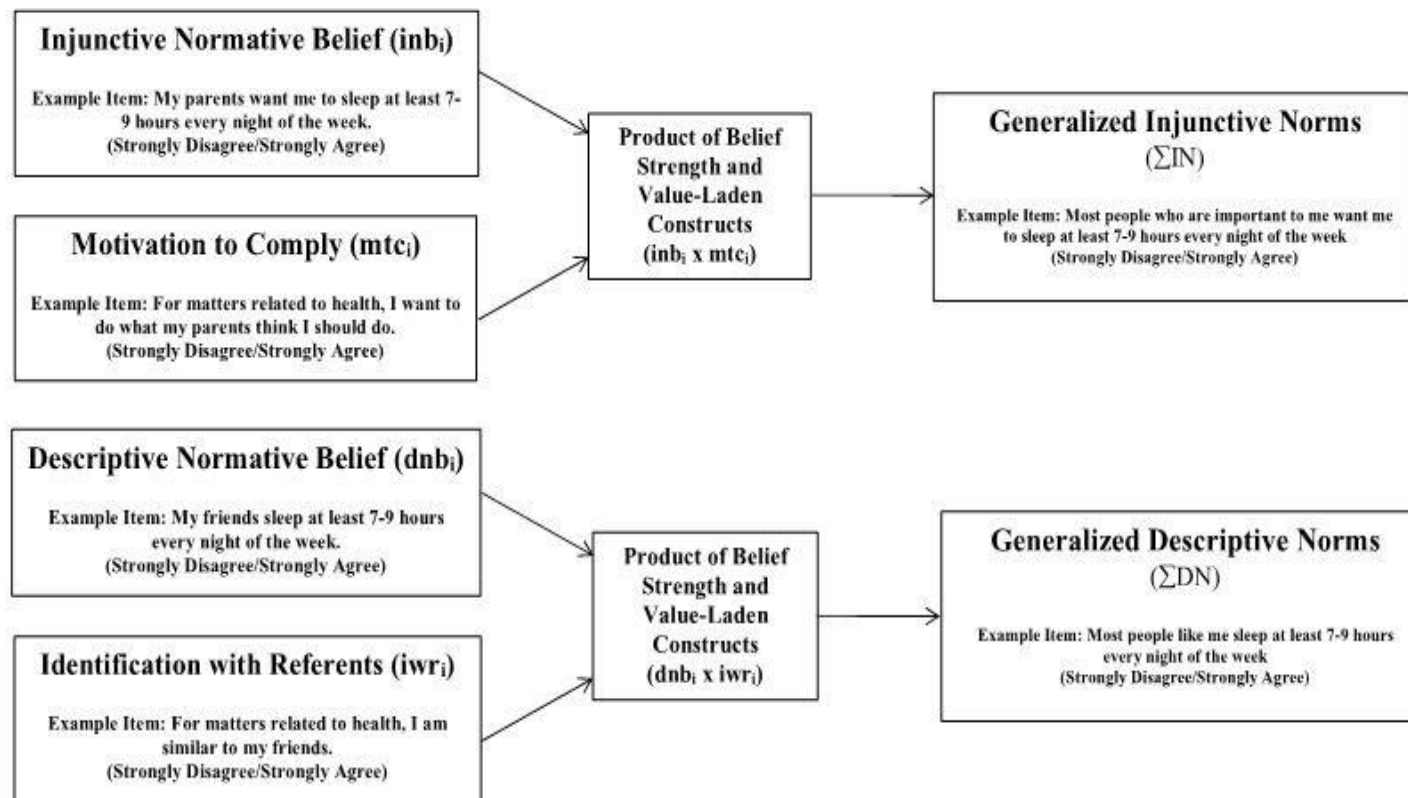 Injunctive Normative Belief (inbᵢ)
Example Item: My parents want me to sleep at least 7-
9 hours every night of the week.
(Strongly Disagree/Strongly Agree)
Motivation to Comply (mtcᵢ)
Example Item: For matters related to health, I want to
do what my parents think I should do.
(Strongly Disagree/Strongly Agree)
Product of Belief
Strength and
Value-Laden
Constructs
(inbᵢ x mtcᵢ)
Generalized Injunctive Norms
(∑IN)
Example Item: Most people who are important to me want me
to sleep at least 7-9 hours every night of the week
(Strongly Disagree/Strongly Agree)
Descriptive Normative Belief (dnbᵢ)
Example Item: My friends sleep at least 7-9 hours
every night of the week.
(Strongly Disagree/Strongly Agree)
Identification with Referents (iwrᵢ)
Example Item: For matters related to health, I am
similar to my friends.
(Strongly Disagree/Strongly Agree)
Product of Belief
Strength and
Value-Laden
Constructs
(dnbᵢ x iwrᵢ)
Generalized Descriptive Norms
(∑DN)
Example Item: Most people like me sleep at least 7-9 hours
every night of the week
(Strongly Disagree/Strongly Agree)